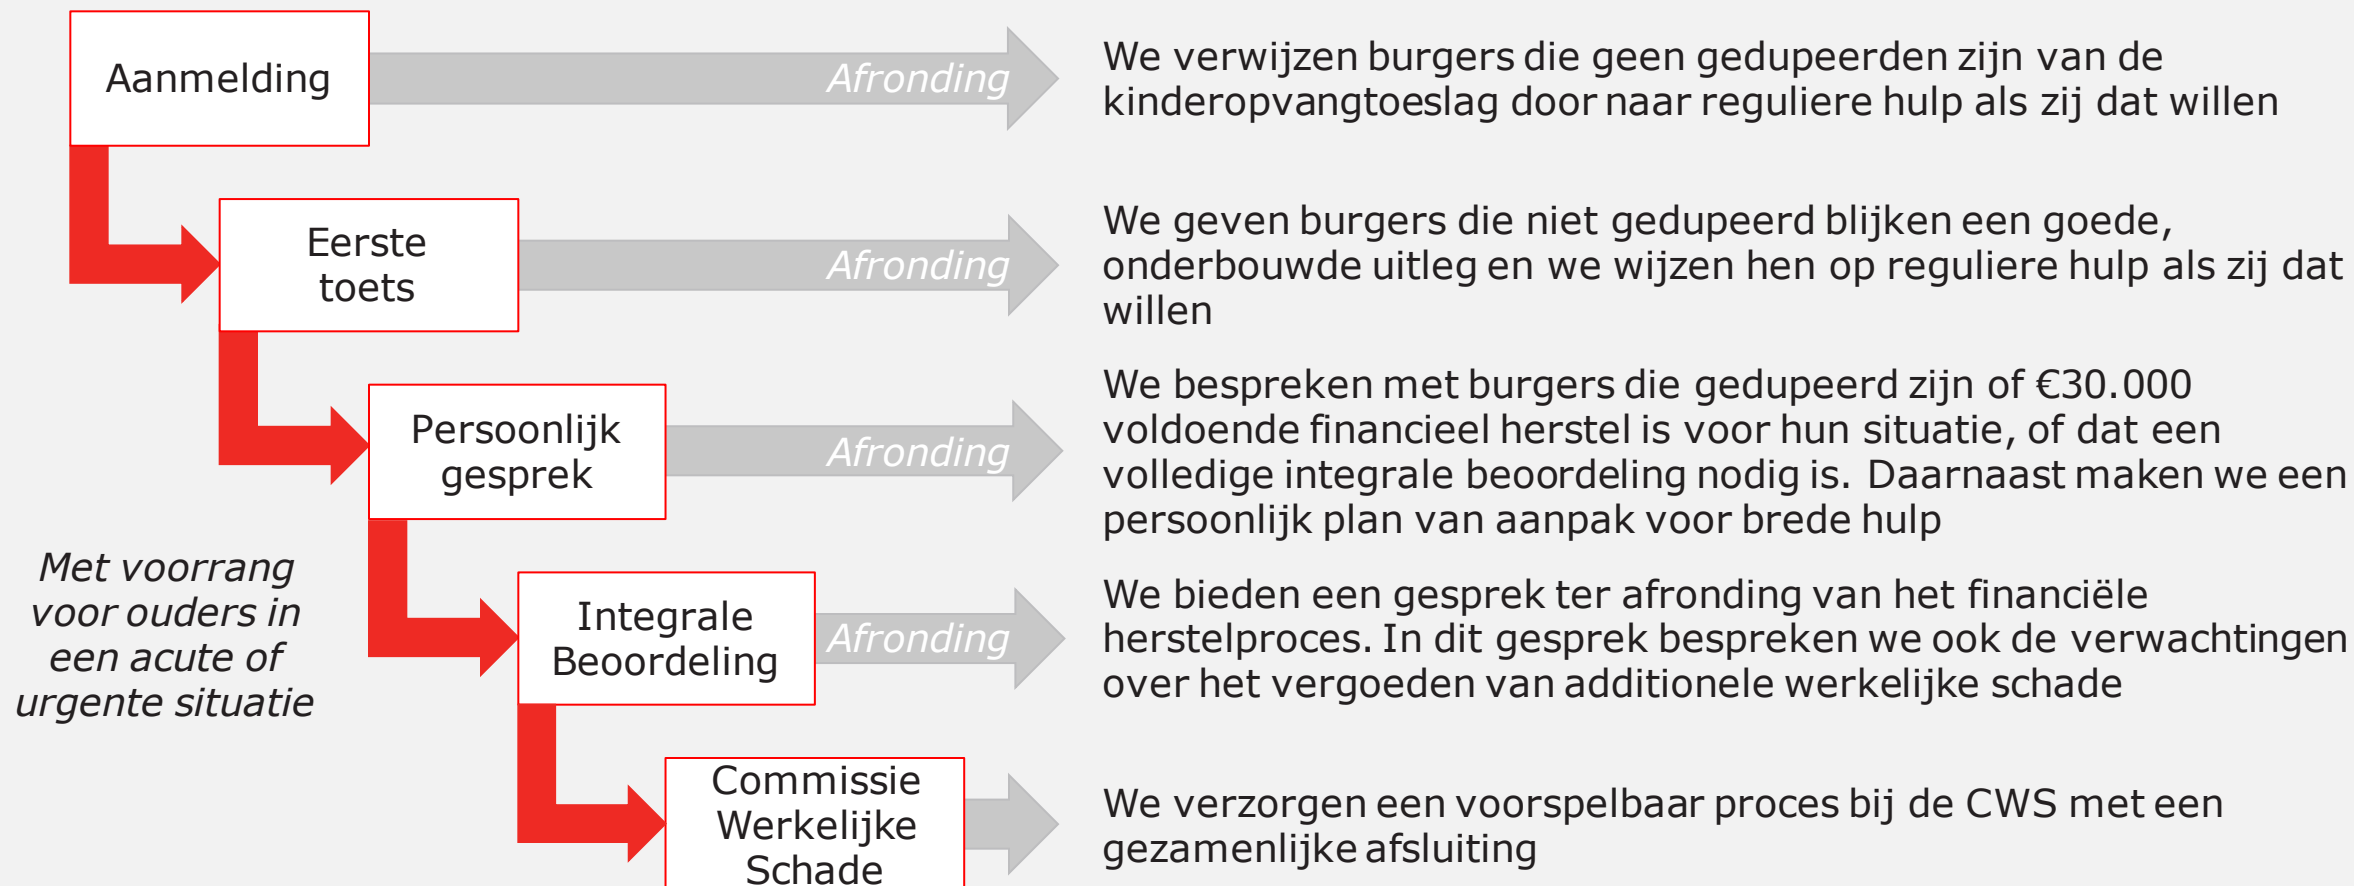 Aanmelding
Afronding
We verwijzen burgers die geen gedupeerden zijn van de
kinderopvangtoeslag door naar reguliere hulp als zij dat willen
Eerste
toets
Afronding
We geven burgers die niet gedupeerd blijken een goede,
onderbouwde uitleg en we wijzen hen op reguliere hulp als zij dat
willen
Persoonlijk
gesprek
Afronding
We bespreken met burgers die gedupeerd zijn of €30.000
voldoende financieel herstel is voor hun situatie, of dat een
volledige integrale beoordeling nodig is. Daarnaast maken we een
persoonlijk plan van aanpak voor brede hulp
Met voorrang
voor ouders in
een acute of
urgente situatie
Integrale
Beoordeling
Afronding
We bieden een gesprek ter afronding van het financiële
herstelproces. In dit gesprek bespreken we ook de verwachtingen
over het vergoeden van additionele werkelijke schade
Commissie
Werkelijke
Schade
We verzorgen een voorspelbaar proces bij de CWS met een
gezamenlijke afsluiting